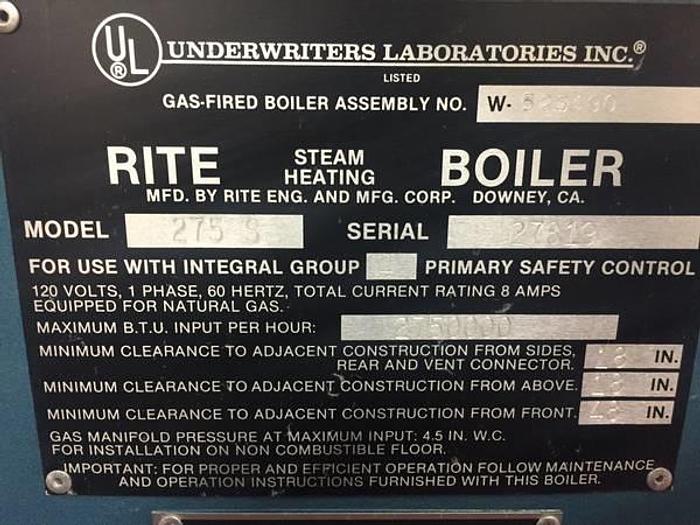 UL®
UNDERWRITERS LABORATORIES INC.®
LISTED
GAS-FIRED BOILER ASSEMBLY NO. W-
RITE STEAM HEATING BOILER
MFD. BY RITE ENG. AND MFG. CORP. DOWNEY, CA.
MODEL 275 S SERIAL 27819
FOR USE WITH INTEGRAL GROUP PRIMARY SAFETY CONTROL
120 VOLTS, 1 PHASE, 60 HERTZ, TOTAL CURRENT RATING 8 AMPS
EQUIPPED FOR NATURAL GAS.
MAXIMUM B.T.U. INPUT PER HOUR: 2750000
MINIMUM CLEARANCE TO ADJACENT CONSTRUCTION FROM SIDES,
REAR AND VENT CONNECTOR. 18 IN.
MINIMUM CLEARANCE TO ADJACENT CONSTRUCTION FROM ABOVE. 18 IN.
MINIMUM CLEARANCE TO ADJACENT CONSTRUCTION FROM FRONT. 48 IN.
GAS MANIFOLD PRESSURE AT MAXIMUM INPUT: 4.5 IN. W.C.
FOR INSTALLATION ON NON COMBUSTIBLE FLOOR.
IMPORTANT: FOR PROPER AND EFFICIENT OPERATION FOLLOW MAINTENANCE
AND OPERATION INSTRUCTIONS FURNISHED WITH THIS BOILER.